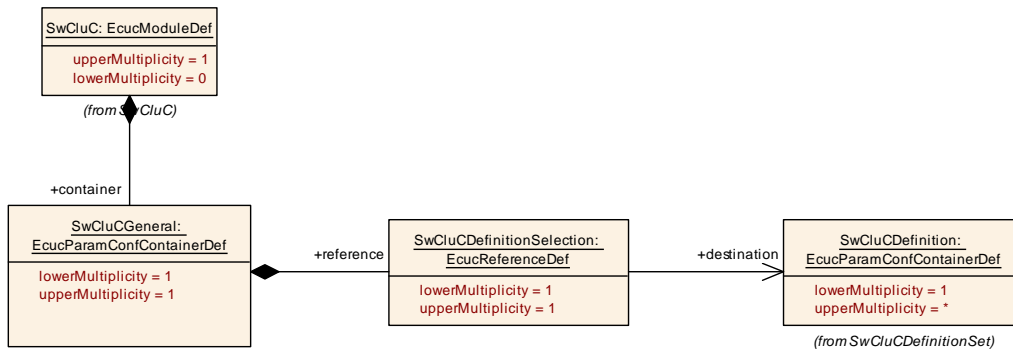 SwCluC: EcucModuleDef
upperMultiplicity = 1
lowerMultiplicity = 0
(from SwCluC)
+container
SwCluCGeneral:
EcucParamConfContainerDef
lowerMultiplicity = 1
upperMultiplicity = 1
+reference
SwCluCDefinitionSelection:
EcucReferenceDef
lowerMultiplicity = 1
upperMultiplicity = 1
+destination
SwCluCDefinition:
EcucParamConfContainerDef
lowerMultiplicity = 1
upperMultiplicity = *
(from SwCluCDefinitionSet)